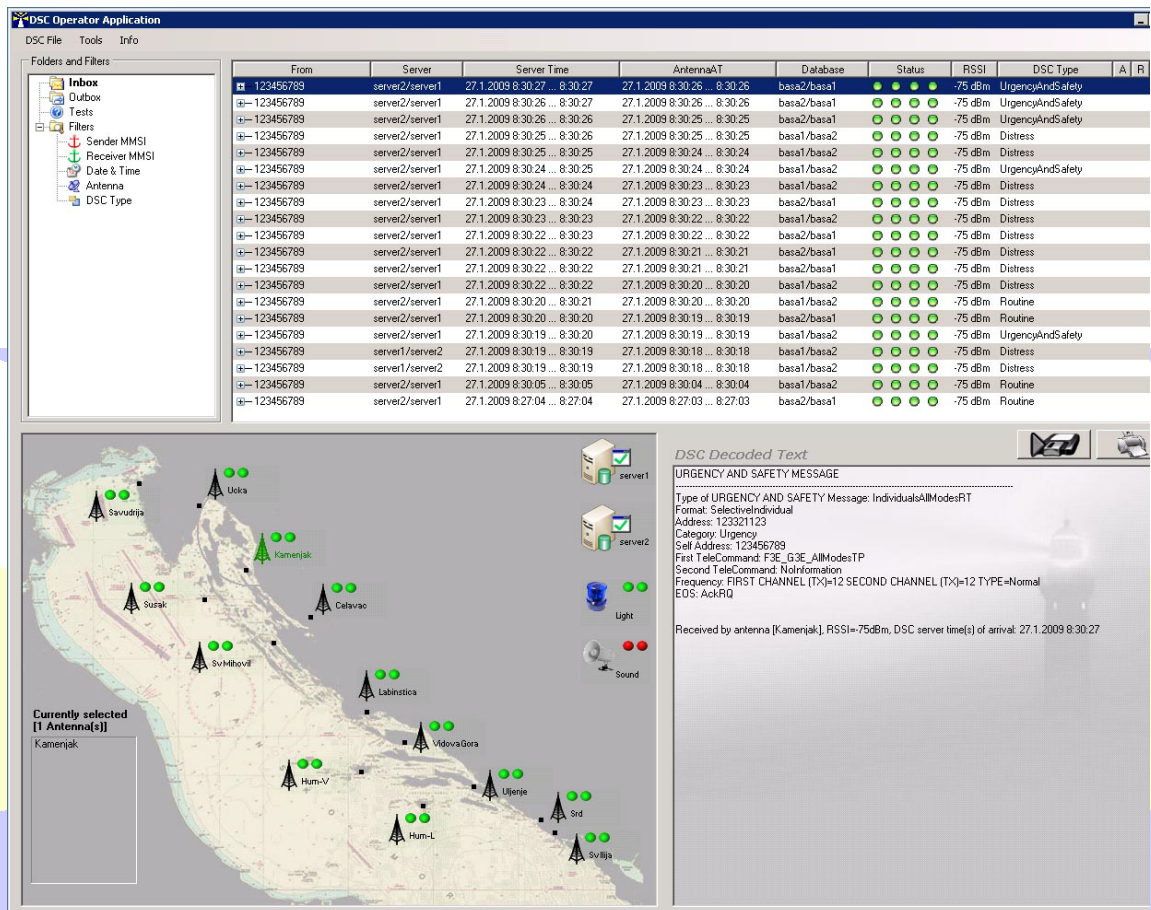 DSC Operator Application
DSC File Tools Info
Folders and Filters
Inbox
Outbox
Tests
Filters
Sender MMSI
Receiver MMSI
Date & Time
Antenna
DSC Type
From Server Server Time AntennaAT Database Status RSSI DSC Type A R
123456789 server2/server1 27.1.2009 8:30:27 ... 8:30:27 27.1.2009 8:30:26 ... 8:30:26 basa2/basa1 -75 dBm UrgencyAndSafety
123456789 server2/server1 27.1.2009 8:30:26 ... 8:30:27 27.1.2009 8:30:26 ... 8:30:26 basa2/basa1 -75 dBm UrgencyAndSafety
123456789 server2/server1 27.1.2009 8:30:26 ... 8:30:26 27.1.2009 8:30:25 ... 8:30:25 basa2/basa1 -75 dBm UrgencyAndSafety
123456789 server2/server1 27.1.2009 8:30:25 ... 8:30:26 27.1.2009 8:30:25 ... 8:30:25 basa1/basa2 -75 dBm Distress
123456789 server2/server1 27.1.2009 8:30:25 ... 8:30:25 27.1.2009 8:30:24 ... 8:30:24 basa1/basa2 -75 dBm Distress
123456789 server2/server1 27.1.2009 8:30:24 ... 8:30:25 27.1.2009 8:30:24 ... 8:30:24 basa1/basa2 -75 dBm UrgencyAndSafety
123456789 server2/server1 27.1.2009 8:30:24 ... 8:30:24 27.1.2009 8:30:23 ... 8:30:23 basa1/basa2 -75 dBm Distress
123456789 server2/server1 27.1.2009 8:30:23 ... 8:30:24 27.1.2009 8:30:23 ... 8:30:23 basa2/basa1 -75 dBm Distress
123456789 server2/server1 27.1.2009 8:30:23 ... 8:30:23 27.1.2009 8:30:22 ... 8:30:22 basa1/basa2 -75 dBm Distress
123456789 server2/server1 27.1.2009 8:30:22 ... 8:30:23 27.1.2009 8:30:22 ... 8:30:22 basa2/basa1 -75 dBm Distress
123456789 server2/server1 27.1.2009 8:30:22 ... 8:30:22 27.1.2009 8:30:21 ... 8:30:21 basa2/basa1 -75 dBm Distress
123456789 server2/server1 27.1.2009 8:30:22 ... 8:30:22 27.1.2009 8:30:21 ... 8:30:21 basa2/basa1 -75 dBm Distress
123456789 server2/server1 27.1.2009 8:30:22 ... 8:30:22 27.1.2009 8:30:20 ... 8:30:20 basa1/basa2 -75 dBm Distress
123456789 server2/server1 27.1.2009 8:30:20 ... 8:30:21 27.1.2009 8:30:20 ... 8:30:20 basa1/basa2 -75 dBm Routine
123456789 server2/server1 27.1.2009 8:30:20 ... 8:30:20 27.1.2009 8:30:19 ... 8:30:19 basa2/basa1 -75 dBm Routine
123456789 server2/server1 27.1.2009 8:30:19 ... 8:30:20 27.1.2009 8:30:19 ... 8:30:19 basa1/basa2 -75 dBm UrgencyAndSafety
123456789 server1/server2 27.1.2009 8:30:19 ... 8:30:19 27.1.2009 8:30:18 ... 8:30:18 basa1/basa2 -75 dBm Distress
123456789 server1/server2 27.1.2009 8:30:19 ... 8:30:19 27.1.2009 8:30:18 ... 8:30:18 basa1/basa2 -75 dBm Distress
123456789 server2/server1 27.1.2009 8:30:05 ... 8:30:05 27.1.2009 8:30:04 ... 8:30:04 basa1/basa2 -75 dBm Routine
123456789 server2/server1 27.1.2009 8:27:04 ... 8:27:04 27.1.2009 8:27:03 ... 8:27:03 basa2/basa1 -75 dBm Routine
Ucka
Savudrija
Kamenjak
Susak
Celavac
Sv Mihovil
Labinstica
Vidova Gora
Hum-V
Uljenje
Srd
Hum-L
Sv Ilija
server1
server2
Light
Sound
Currently selected
[1 Antenna(s)]
Kamenjak
DSC Decoded Text
URGENCY AND SAFETY MESSAGE
Type of URGENCY AND SAFETY Message: IndividualsAllModesRT
Format: SelectiveIndividual
Address: 123321123
Category: Urgency
Self Address: 123456789
First TeleCommand: F3E_G3E_AllModesTP
Second TeleCommand: NoInformation
Frequency: FIRST CHANNEL (TX)=12 SECOND CHANNEL (TX)=12 TYPE=Normal
EOS: AckRQ
Received by antenna [Kamenjak], RSSI=-75dBm, DSC server time(s) of arrival: 27.1.2009 8:30:27